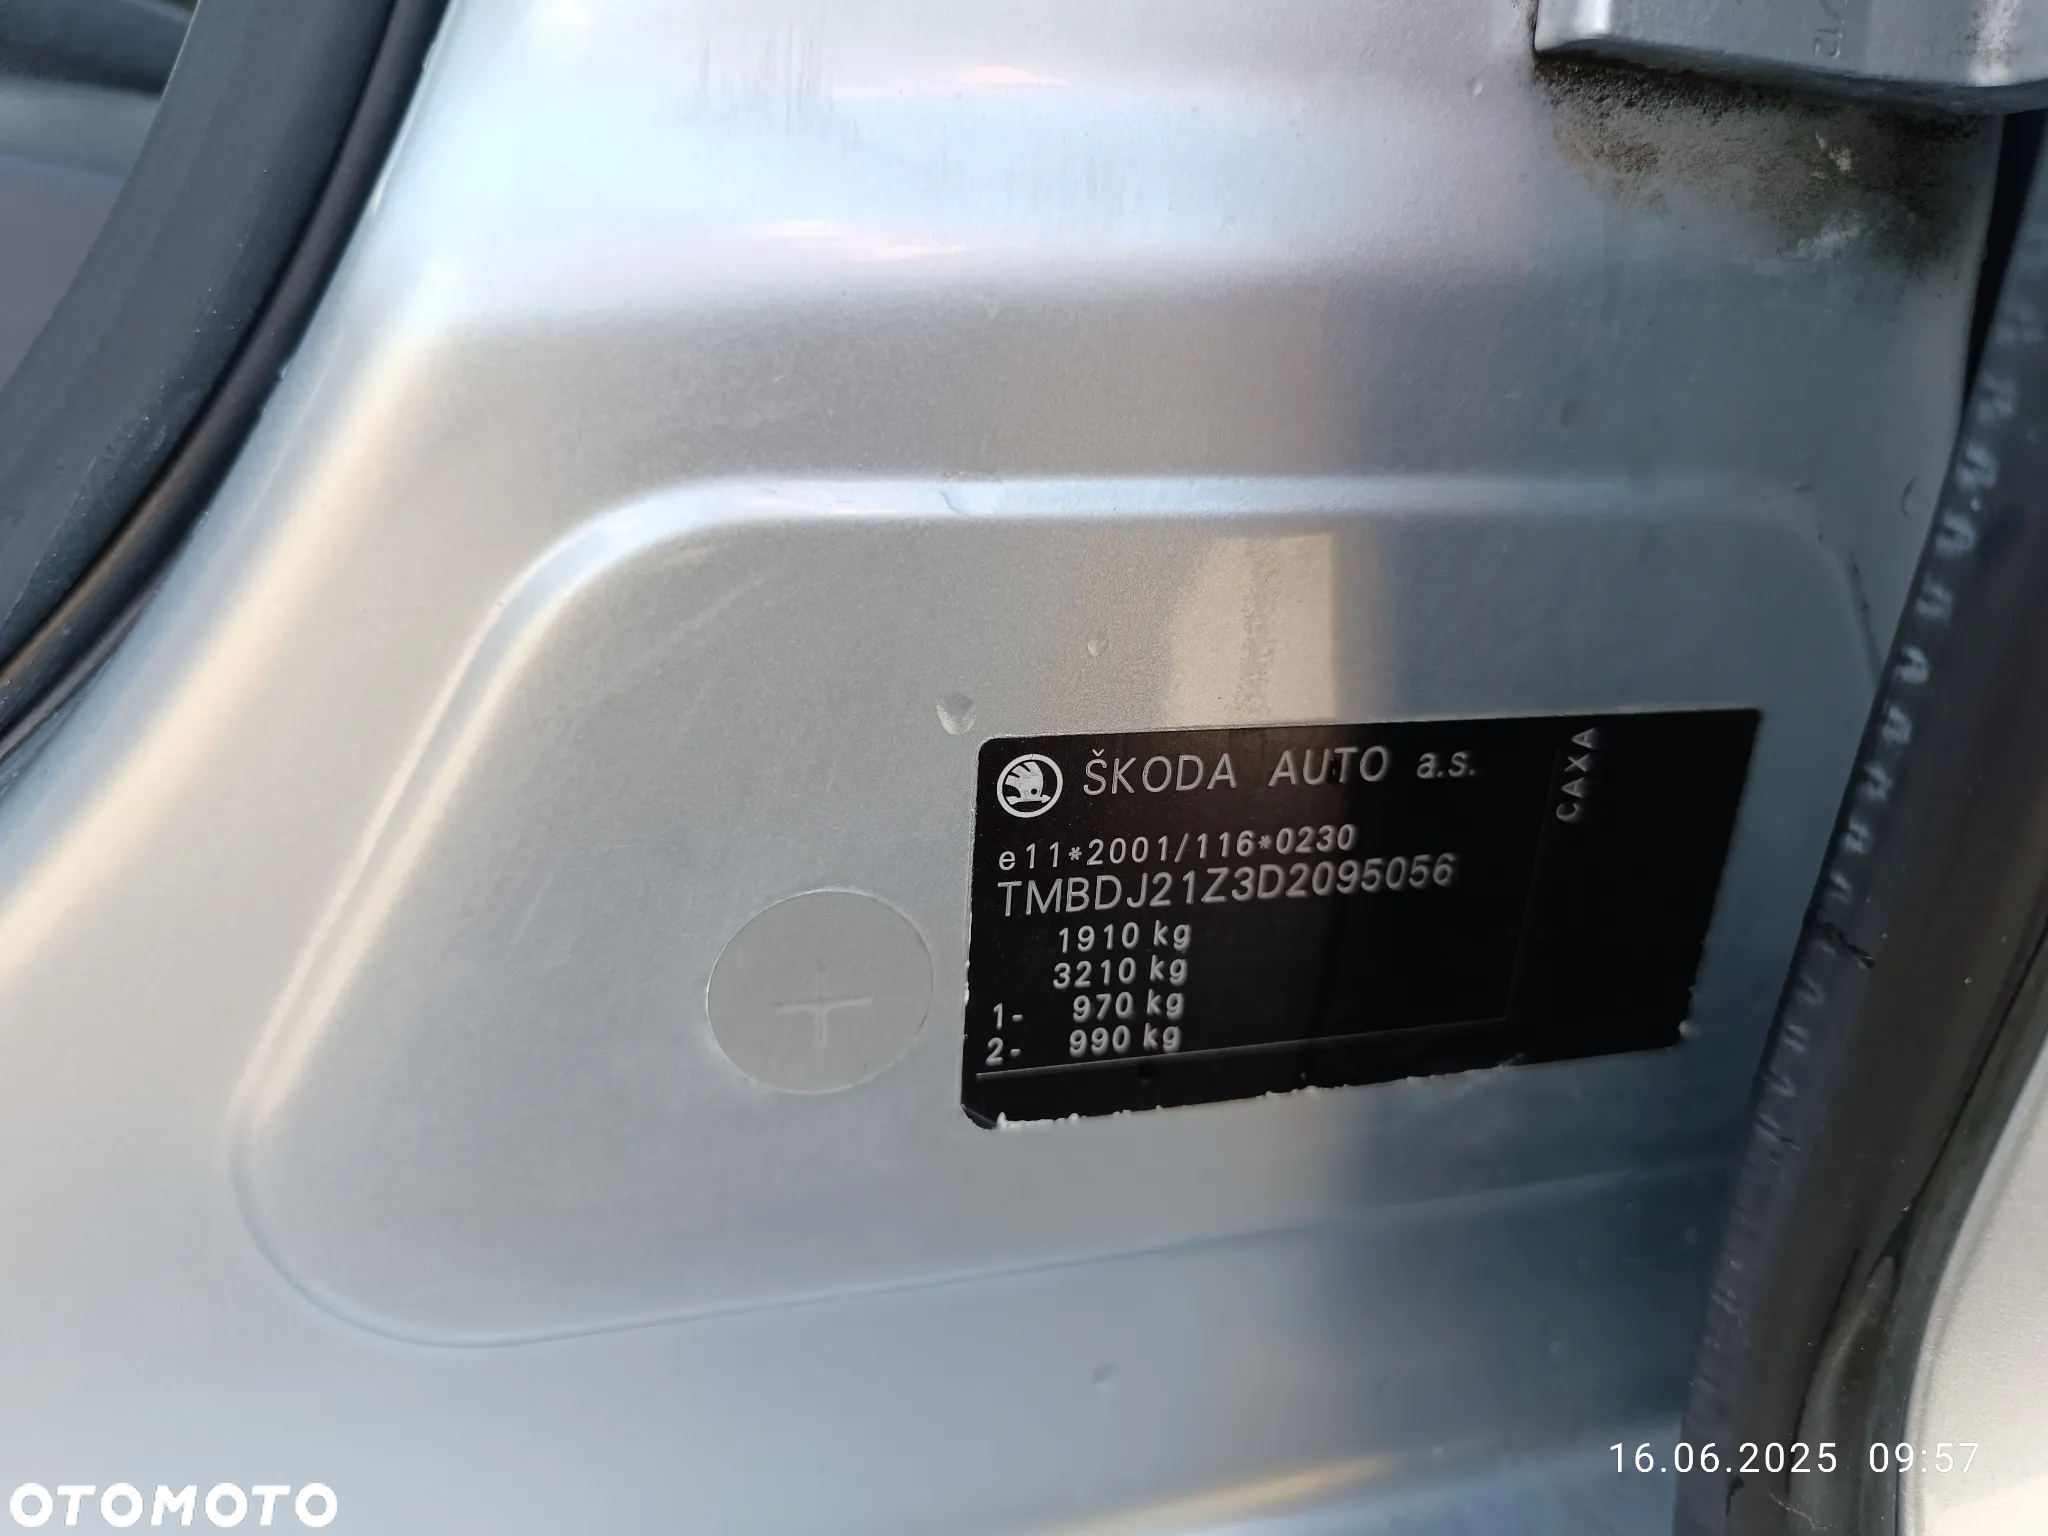 ŠKODA AUTO a.s.
CAXA
e11*2001/116*0230
TMBDJ21Z3D2095056
1910 kg
3210 kg
1- 970 kg
2- 990 kg
16.06.2025 09:57
OTOMOTO